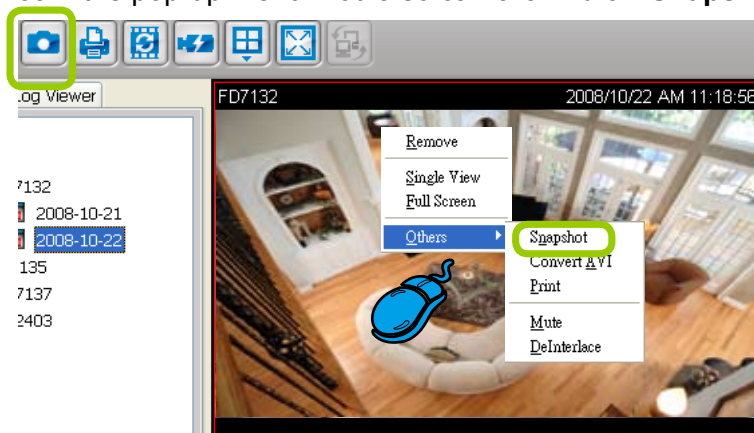 Log Viewer
FD7132
2008/10/22 AM 11:18:58
Remove
7132
Single View
2008-10-21
Full Screen
2008-10-22
Others
Snapshot
135
Convert AVI
7137
Print
2403
Mute
DeInterlace